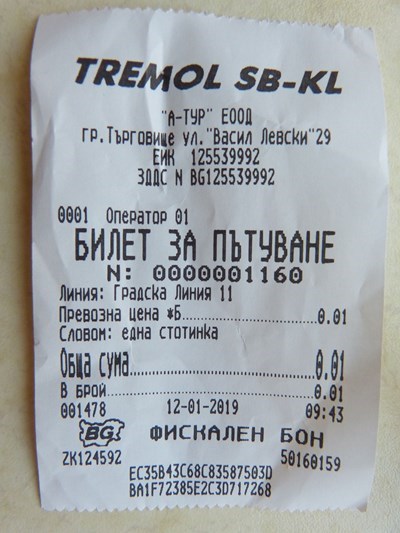 TREMOL SB-KL
"А-ТУР" ЕООД
гр.Търговище ул."Васил Левски"29
ЕИК 125539992
ЗДДС N BG125539992
0001 Оператор 01
БИЛЕТ ЗА ПЪТУВАНЕ
N: 0000001160
Линия: Градска Линия 11
Превозна цена *Б..............0.01
Словом: една стотинка
Обща сума..............0.01
В БРОЙ..............0.01
001478 12-01-2019 09:43
BG ФИСКАЛЕН БОН
ZK124592 50160159
EC35B43C68C83587503D
BA1F72385E2C3D717268